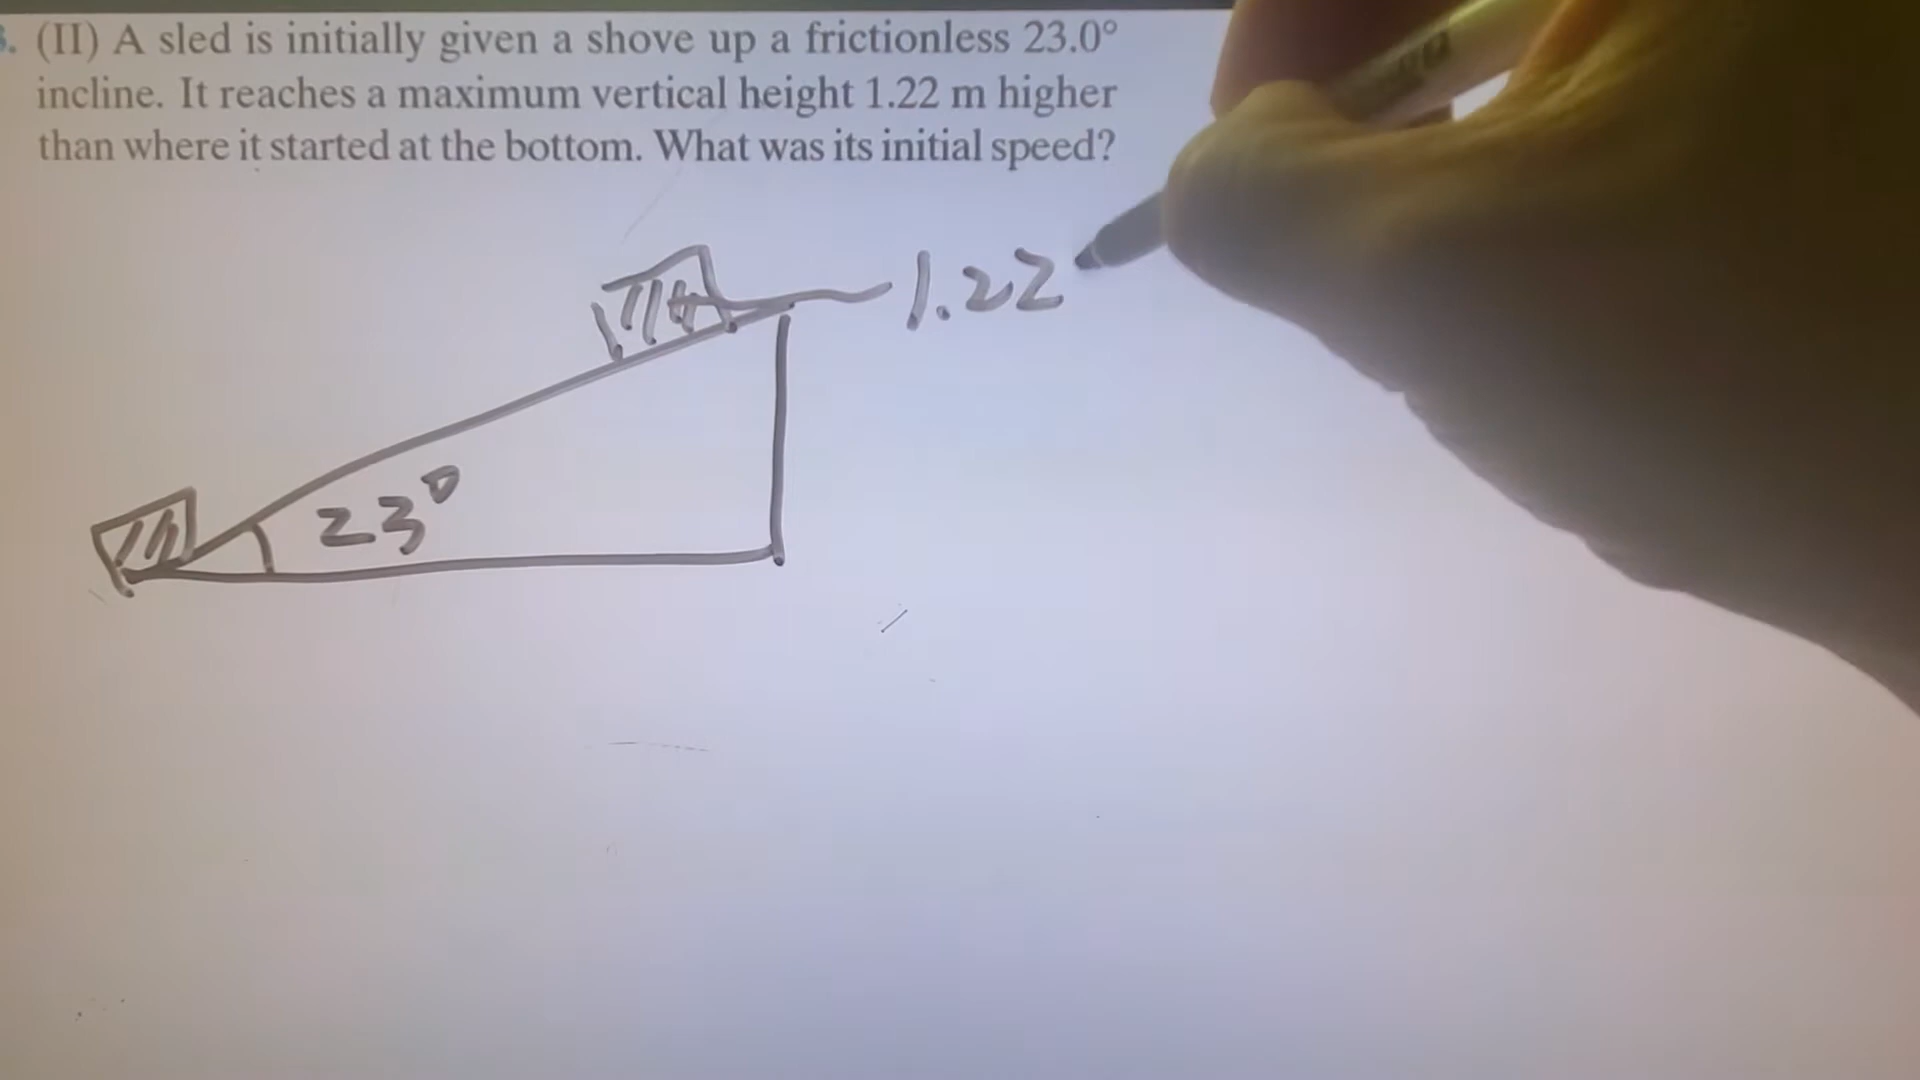 . (II) A sled is initially given a shove up a frictionless 23.0°
incline. It reaches a maximum vertical height 1.22 m higher
than where it started at the bottom. What was its initial speed?
1.22
23°